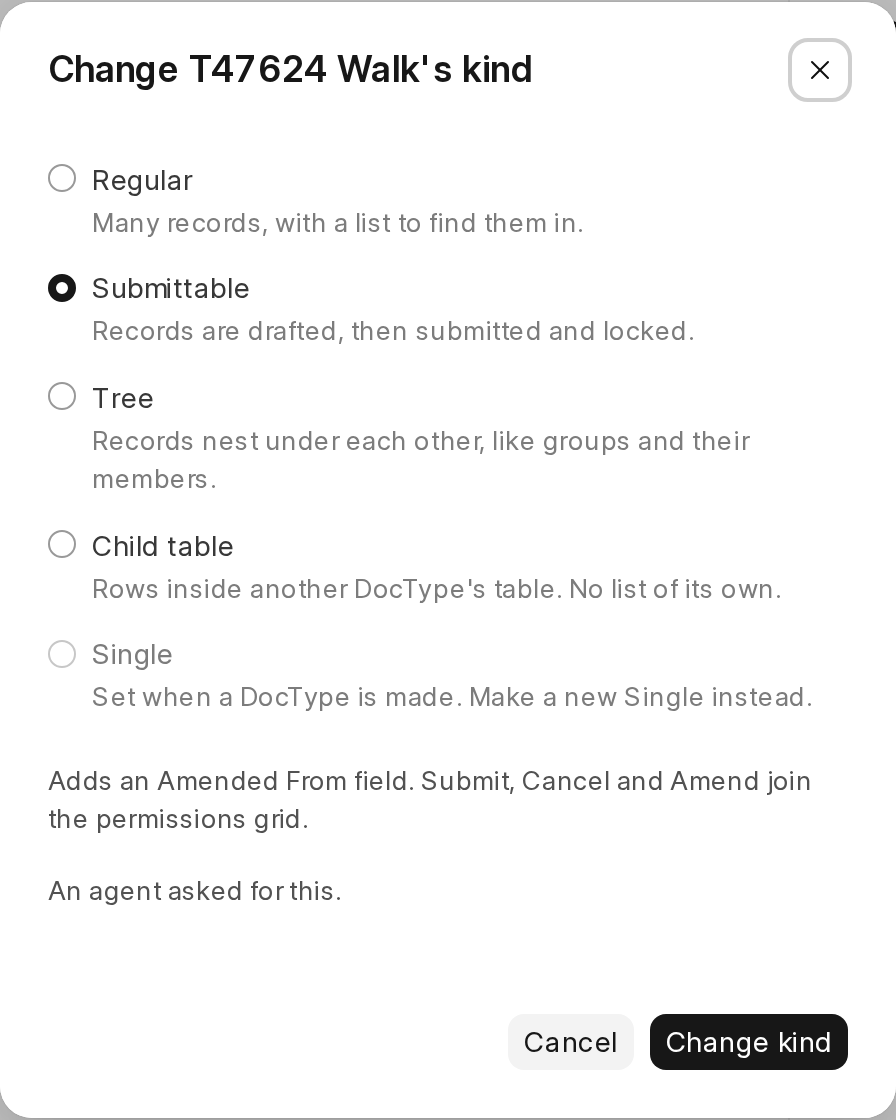 Change T47624 Walk's kind
Regular
Many records, with a list to find them in.
Submittable
Records are drafted, then submitted and locked.
Tree
Records nest under each other, like groups and their
members.
Child table
Rows inside another DocType's table. No list of its own.
Single
Set when a DocType is made. Make a new Single instead.
Adds an Amended From field. Submit, Cancel and Amend join
the permissions grid.
An agent asked for this.
Cancel
Change kind